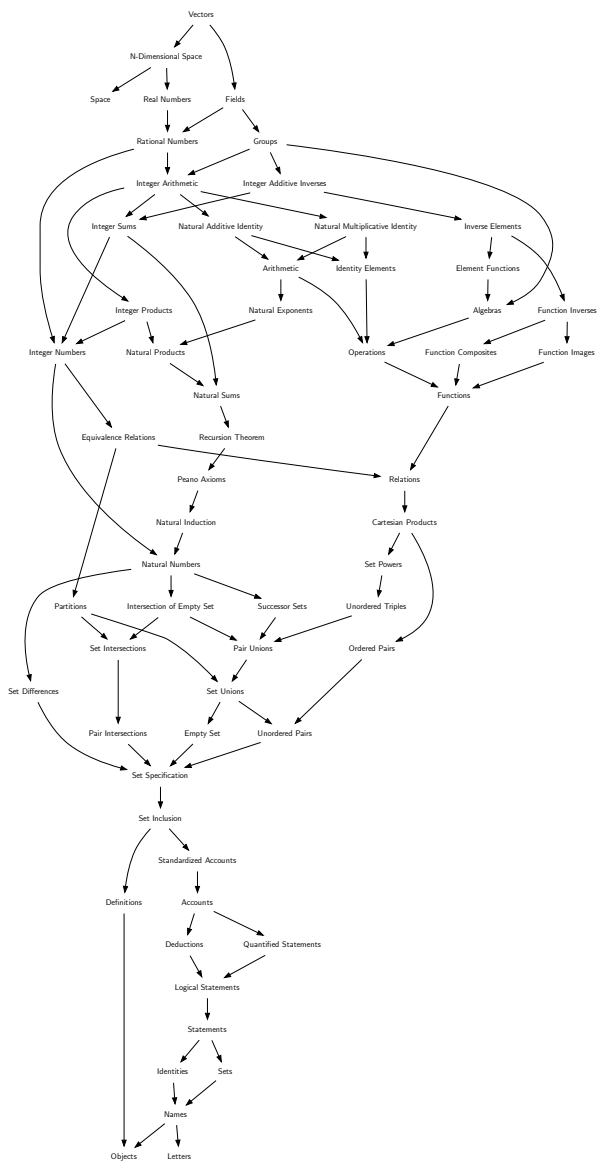 Vectors
N-Dimensional Space
Space Real Numbers Fields
Rational Numbers Groups
Integer Arithmetic Integer Additive Inverses
Integer Sums Natural Additive Identity Natural Multiplicative Identity Inverse Elements
Arithmetic Identity Elements Element Functions
Integer Products Natural Exponents Algebras Function Inverses
Integer Numbers Natural Products Operations Function Composites Function Images
Natural Sums Functions
Equivalence Relations Recursion Theorem
Peano Axioms Relations
Natural Induction Cartesian Products
Natural Numbers Set Powers
Partitions Intersection of Empty Set Successor Sets Unordered Triples
Set Intersections Pair Unions Ordered Pairs
Set Differences Set Unions
Pair Intersections Empty Set Unordered Pairs
Set Specification
Set Inclusion
Standardized Accounts
Definitions Accounts
Deductions Quantified Statements
Logical Statements
Statements
Identities Sets
Names
Objects Letters